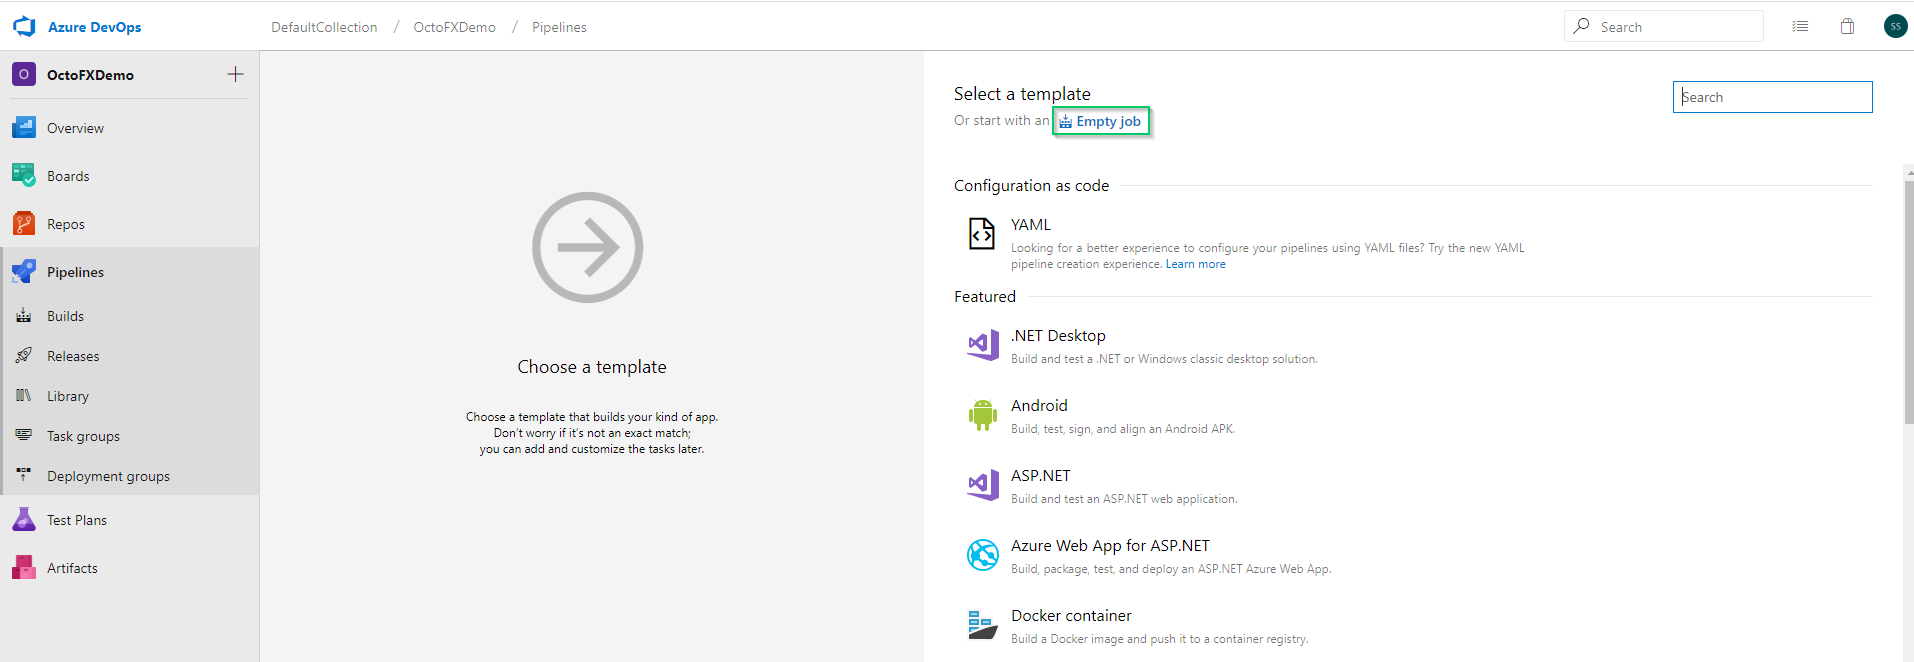 Azure DevOps
DefaultCollection / OctoFXDemo / Pipelines
Search
SS
O OctoFXDemo
Overview
Boards
Repos
Pipelines
Builds
Releases
Library
Task groups
Deployment groups
Test Plans
Artifacts
Choose a template
Choose a template that builds your kind of app.
Don't worry if it's not an exact match;
you can add and customize the tasks later.
Select a template
Or start with an Empty job
Search
Configuration as code
YAML
Looking for a better experience to configure your pipelines using YAML files? Try the new YAML
pipeline creation experience. Learn more
Featured
.NET Desktop
Build and test a .NET or Windows classic desktop solution.
Android
Build, test, sign, and align an Android APK.
ASP.NET
Build and test an ASP.NET web application.
Azure Web App for ASP.NET
Build, package, test, and deploy an ASP.NET Azure Web App.
Docker container
Build a Docker image and push it to a container registry.